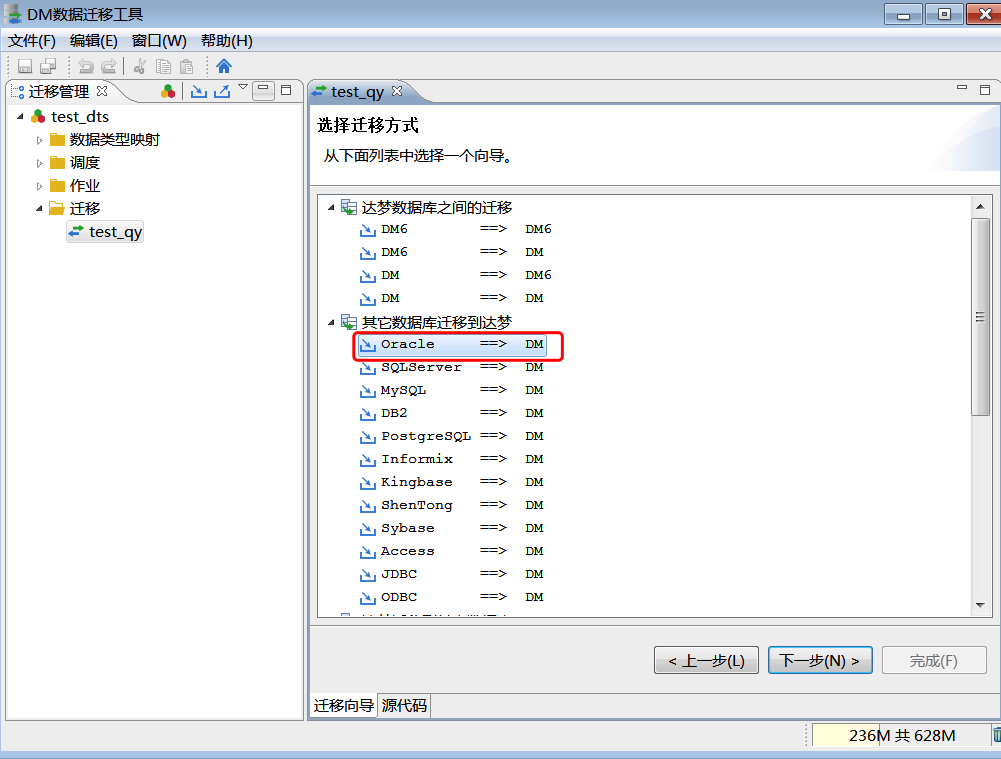 DM数据迁移工具
文件(F) 编辑(E) 窗口(W) 帮助(H)
迁移管理
test_dts
数据类型映射
调度
作业
迁移
test_qy
test_qy
选择迁移方式
从下面列表中选择一个向导。
达梦数据库之间的迁移
DM6 ==> DM6
DM6 ==> DM
DM ==> DM6
DM ==> DM
其它数据库迁移到达梦
Oracle ==> DM
SQLServer ==> DM
MySQL ==> DM
DB2 ==> DM
PostgreSQL ==> DM
Informix ==> DM
Kingbase ==> DM
ShenTong ==> DM
Sybase ==> DM
Access ==> DM
JDBC ==> DM
ODBC ==> DM
< 上一步(L) 下一步(N) > 完成(F)
迁移向导 源代码
236M 共 628M